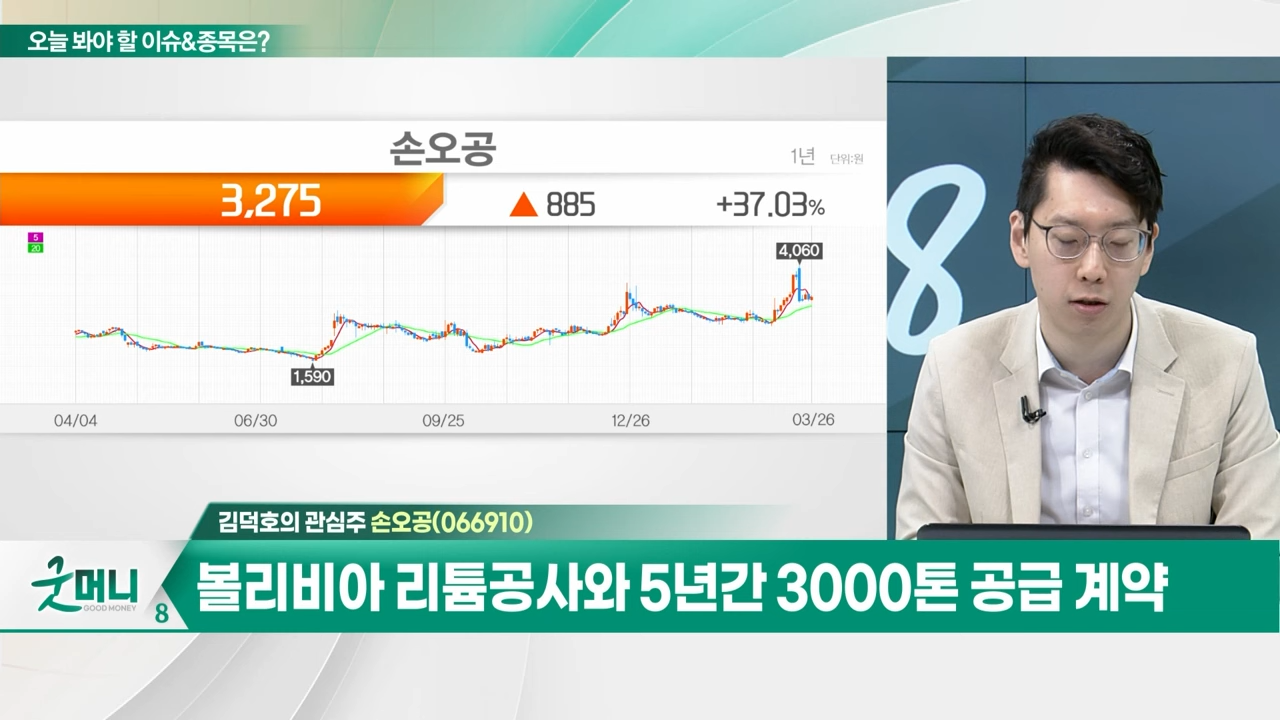 오늘 봐야 할 이슈&종목은?
손오공
1년 단위:원
3,275 ▲ 885 +37.03%
5
20
4,060
1,590
04/04 06/30 09/25 12/26 03/26
8
김덕호의 관심주 손오공(066910)
굿머니
GOOD MONEY
8
볼리비아 리튬공사와 5년간 3000톤 공급 계약